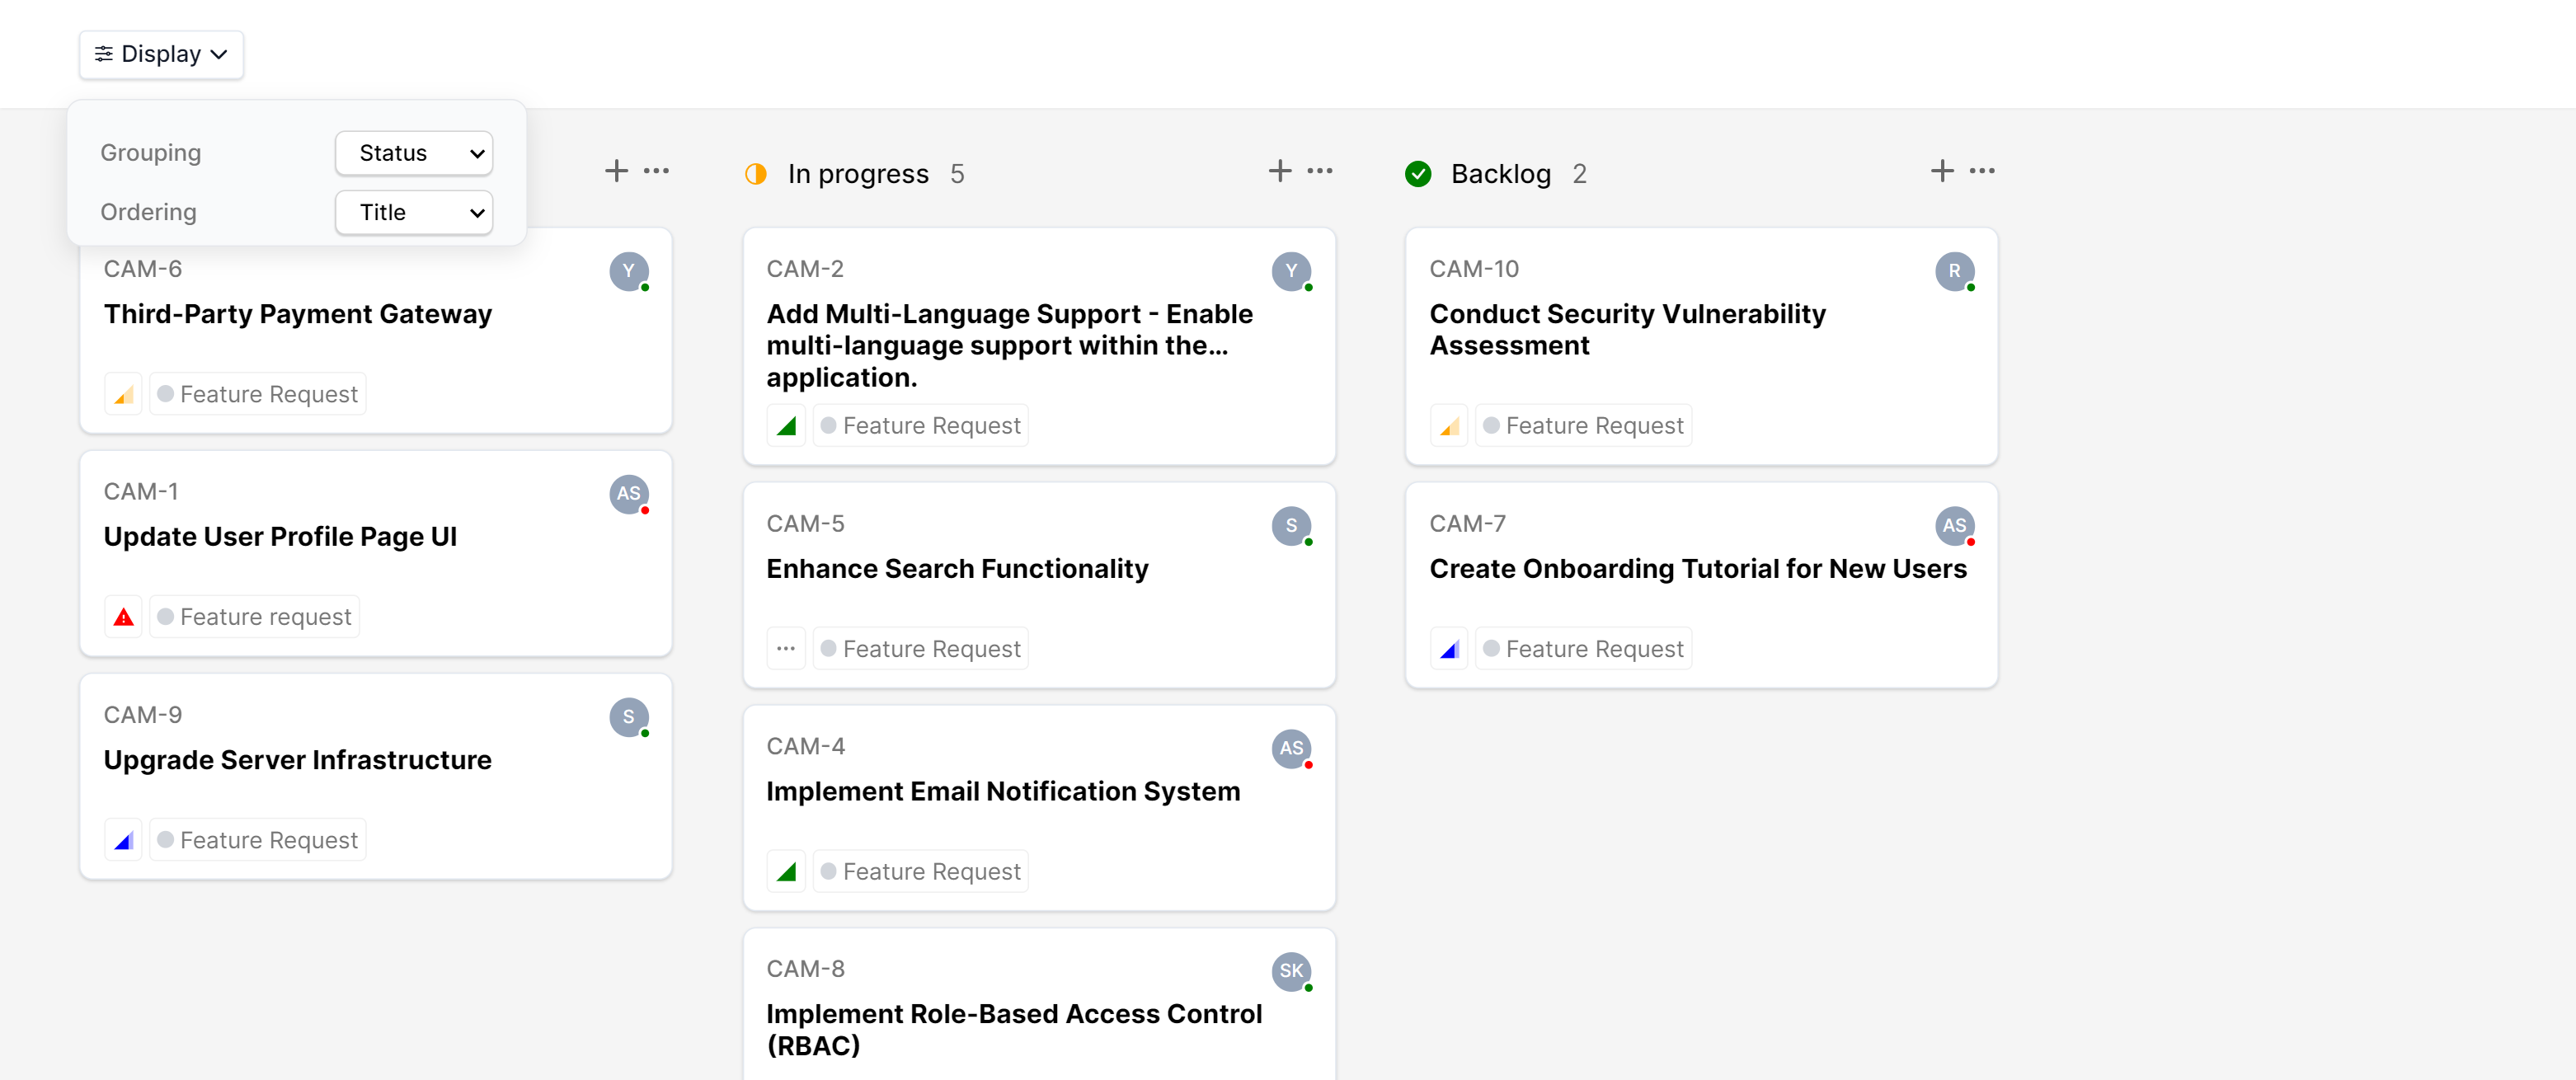 Display
Grouping
Status
Ordering
Title
CAM-6
Y
Third-Party Payment Gateway
Feature Request
CAM-1
AS
Update User Profile Page UI
Feature request
CAM-9
S
Upgrade Server Infrastructure
Feature Request
In progress 5
CAM-2
Y
Add Multi-Language Support - Enable
multi-language support within the...
application.
Feature Request
CAM-5
S
Enhance Search Functionality
Feature Request
CAM-4
AS
Implement Email Notification System
Feature Request
CAM-8
SK
Implement Role-Based Access Control
(RBAC)
Backlog 2
CAM-10
R
Conduct Security Vulnerability
Assessment
Feature Request
CAM-7
AS
Create Onboarding Tutorial for New Users
Feature Request